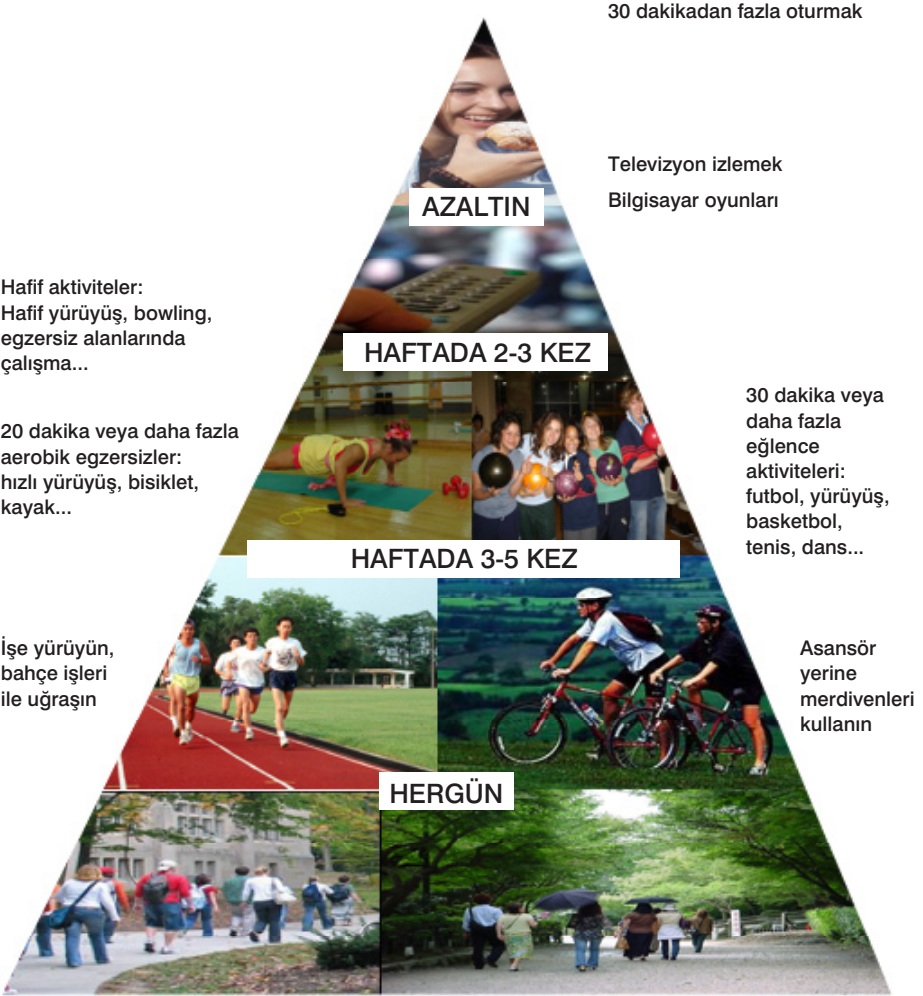 30 dakikadan fazla oturmak
Televizyon izlemek
Bilgisayar oyunları
AZALTIN
Hafif aktiviteler:
Hafif yürüyüş, bowling,
egzersiz alanlarında
çalışma...
HAFTADA 2-3 KEZ
20 dakika veya daha fazla
aerobik egzersizler:
hızlı yürüyüş, bisiklet,
kayak...
30 dakika veya
daha fazla
eğlence
aktiviteleri:
futbol, yürüyüş,
basketbol,
tenis, dans...
HAFTADA 3-5 KEZ
İşe yürüyün,
bahçe işleri
ile uğraşın
Asansör
yerine
merdivenleri
kullanın
HERGÜN